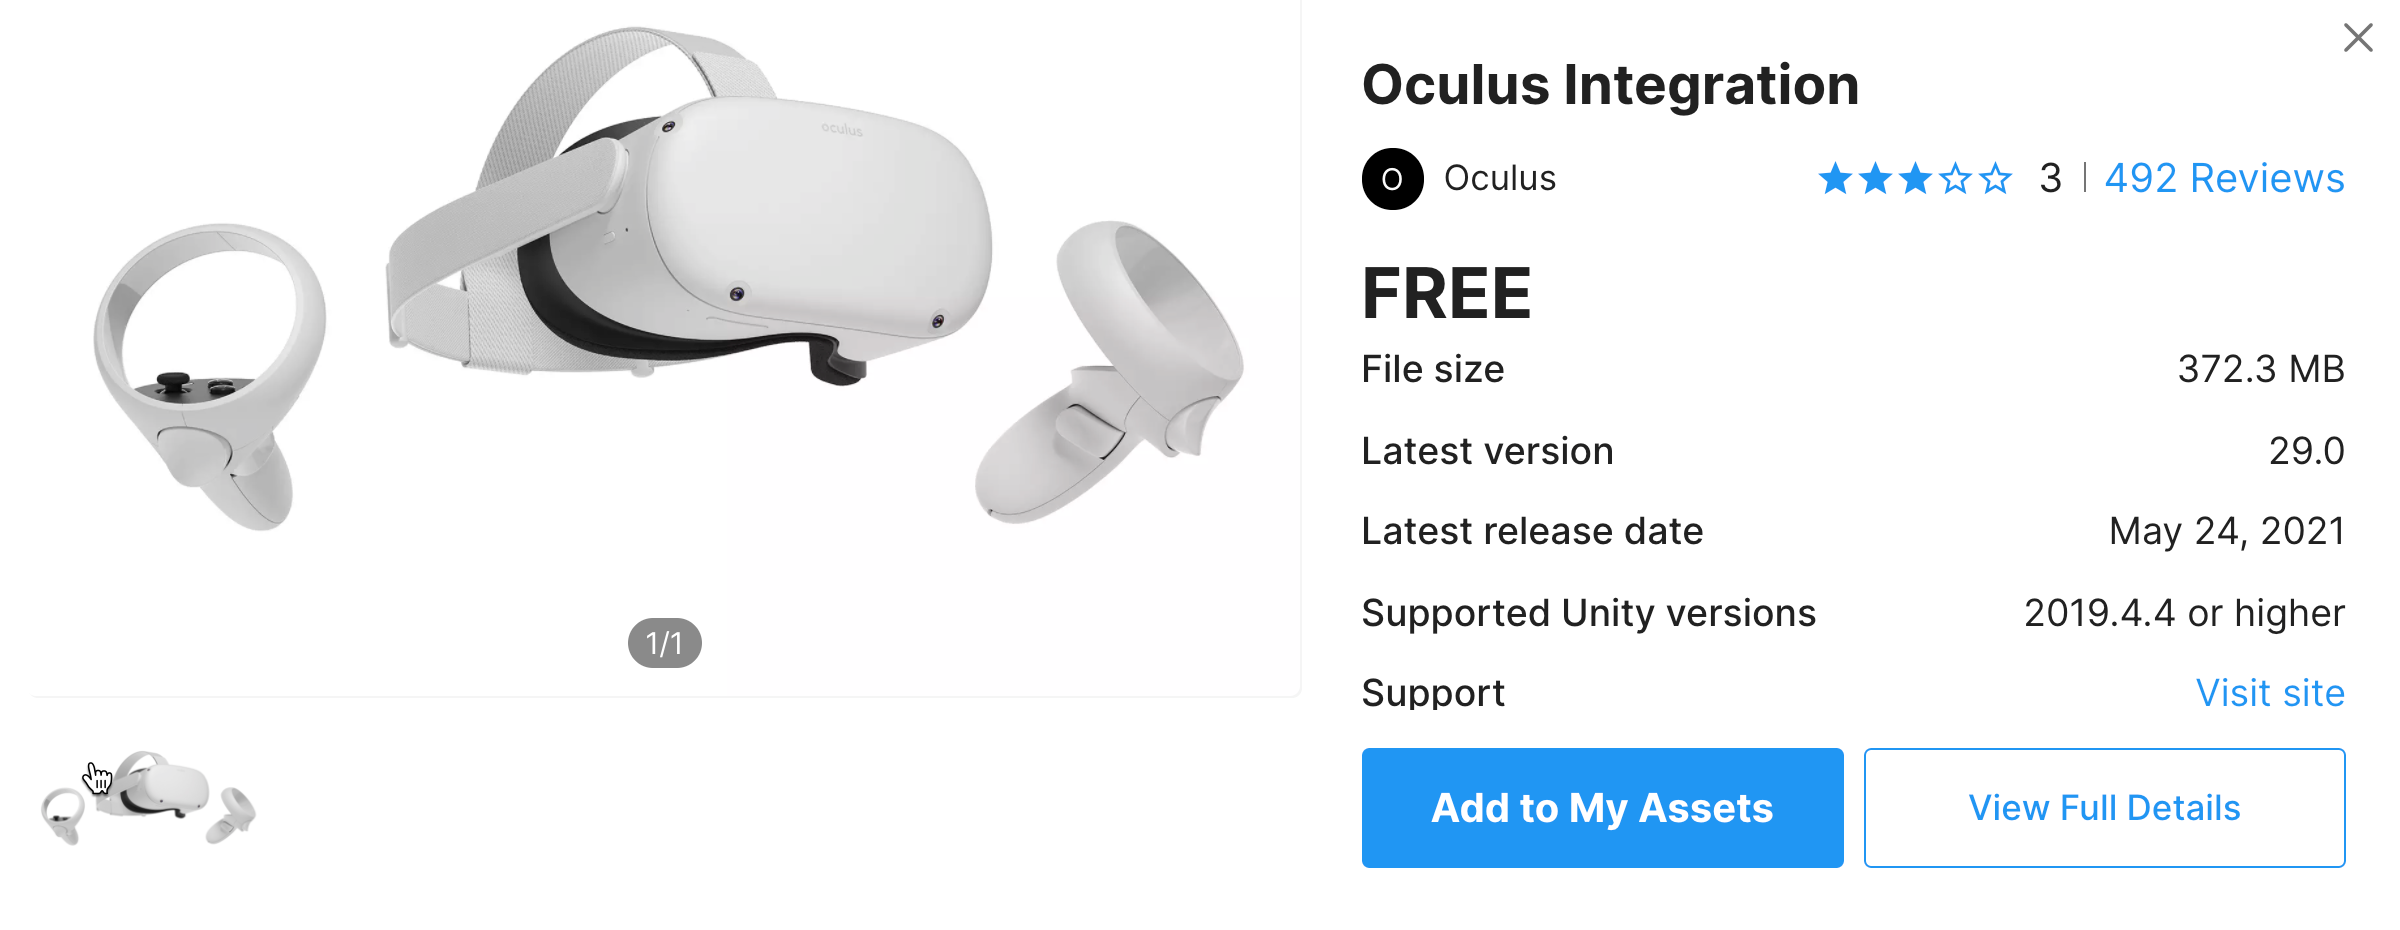 oculus
1/1
Oculus Integration
O Oculus 3 | 492 Reviews
FREE
File size 372.3 MB
Latest version 29.0
Latest release date May 24, 2021
Supported Unity versions 2019.4.4 or higher
Support Visit site
Add to My Assets View Full Details